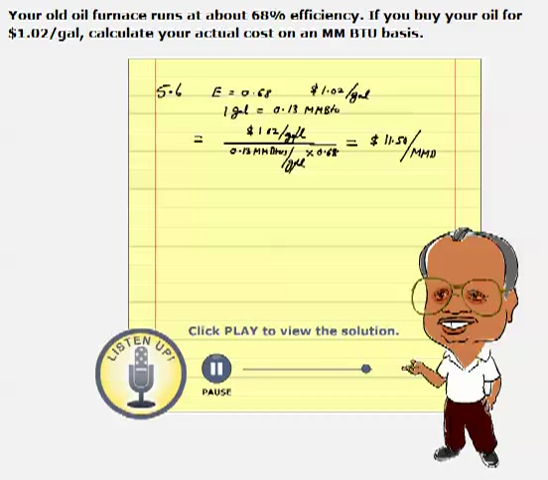 Your old oil furnace runs at about 68% efficiency. If you buy your oil for
$1.02/gal, calculate your actual cost on an MM BTU basis.
5.6 E = 0.68 $1.02/gal
1 gal = 0.13 MMBtu
= $1.02/gal = $11.50/MMB
0.13 MMBtus/gal × 0.68
Click PLAY to view the solution.
LISTEN UP!
PAUSE